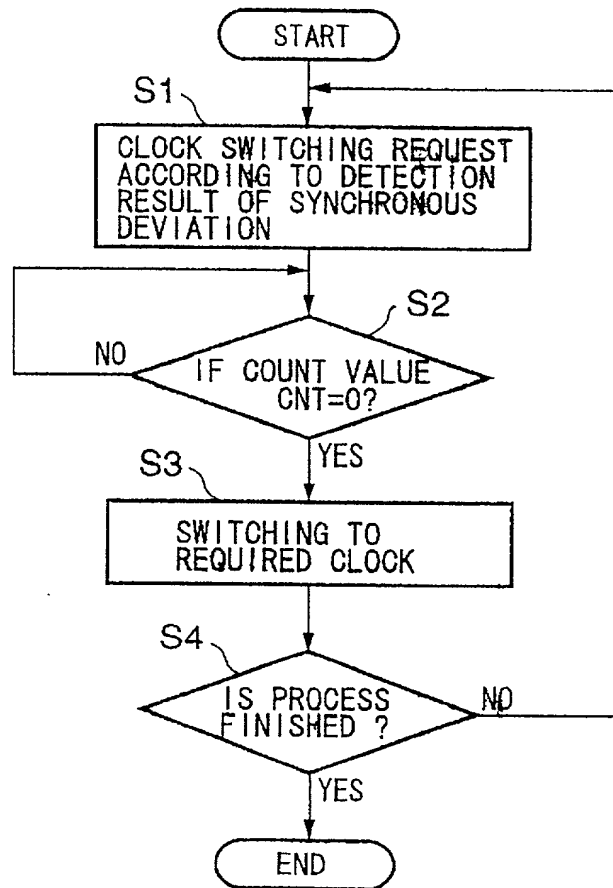 START
S1
CLOCK SWITCHING REQUEST
ACCORDING TO DETECTION
RESULT OF SYNCHRONOUS
DEVIATION
S2
NO
IF COUNT VALUE
CNT=0?
YES
S3
SWITCHING TO
REQUIRED CLOCK
S4
IS PROCESS
FINISHED ?
NO
YES
END